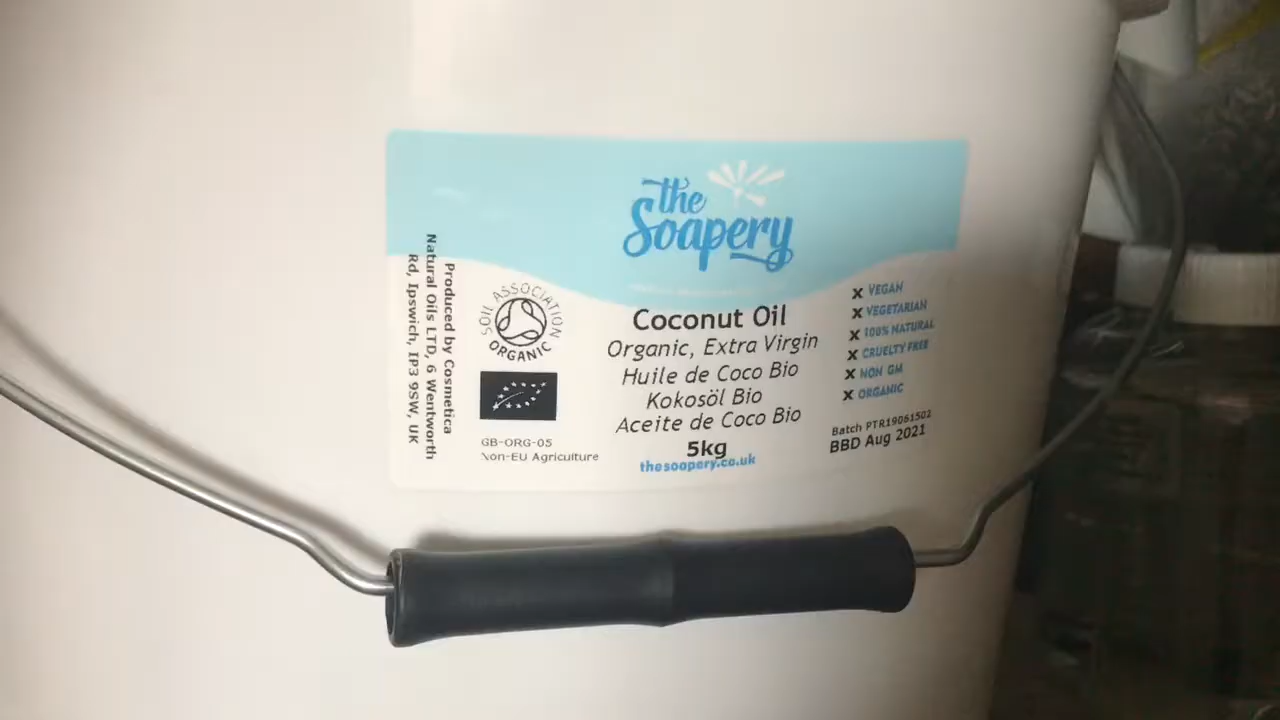 the
Soapery
Produced by Cosmetica
Natural Oils LTD, 6 Wentworth
Rd, Ipswich, IP3 9SW, UK
SOIL ASSOCIATION
ORGANIC
GB-ORG-05
Non-EU Agriculture
Coconut Oil
Organic, Extra Virgin
Huile de Coco Bio
Kokosöl Bio
Aceite de Coco Bio
5kg
thesoapery.co.uk
X VEGAN
X VEGETARIAN
X 100% NATURAL
X CRUELTY FREE
X NON GM
X ORGANIC
Batch PTR19061502
BBD Aug 2021